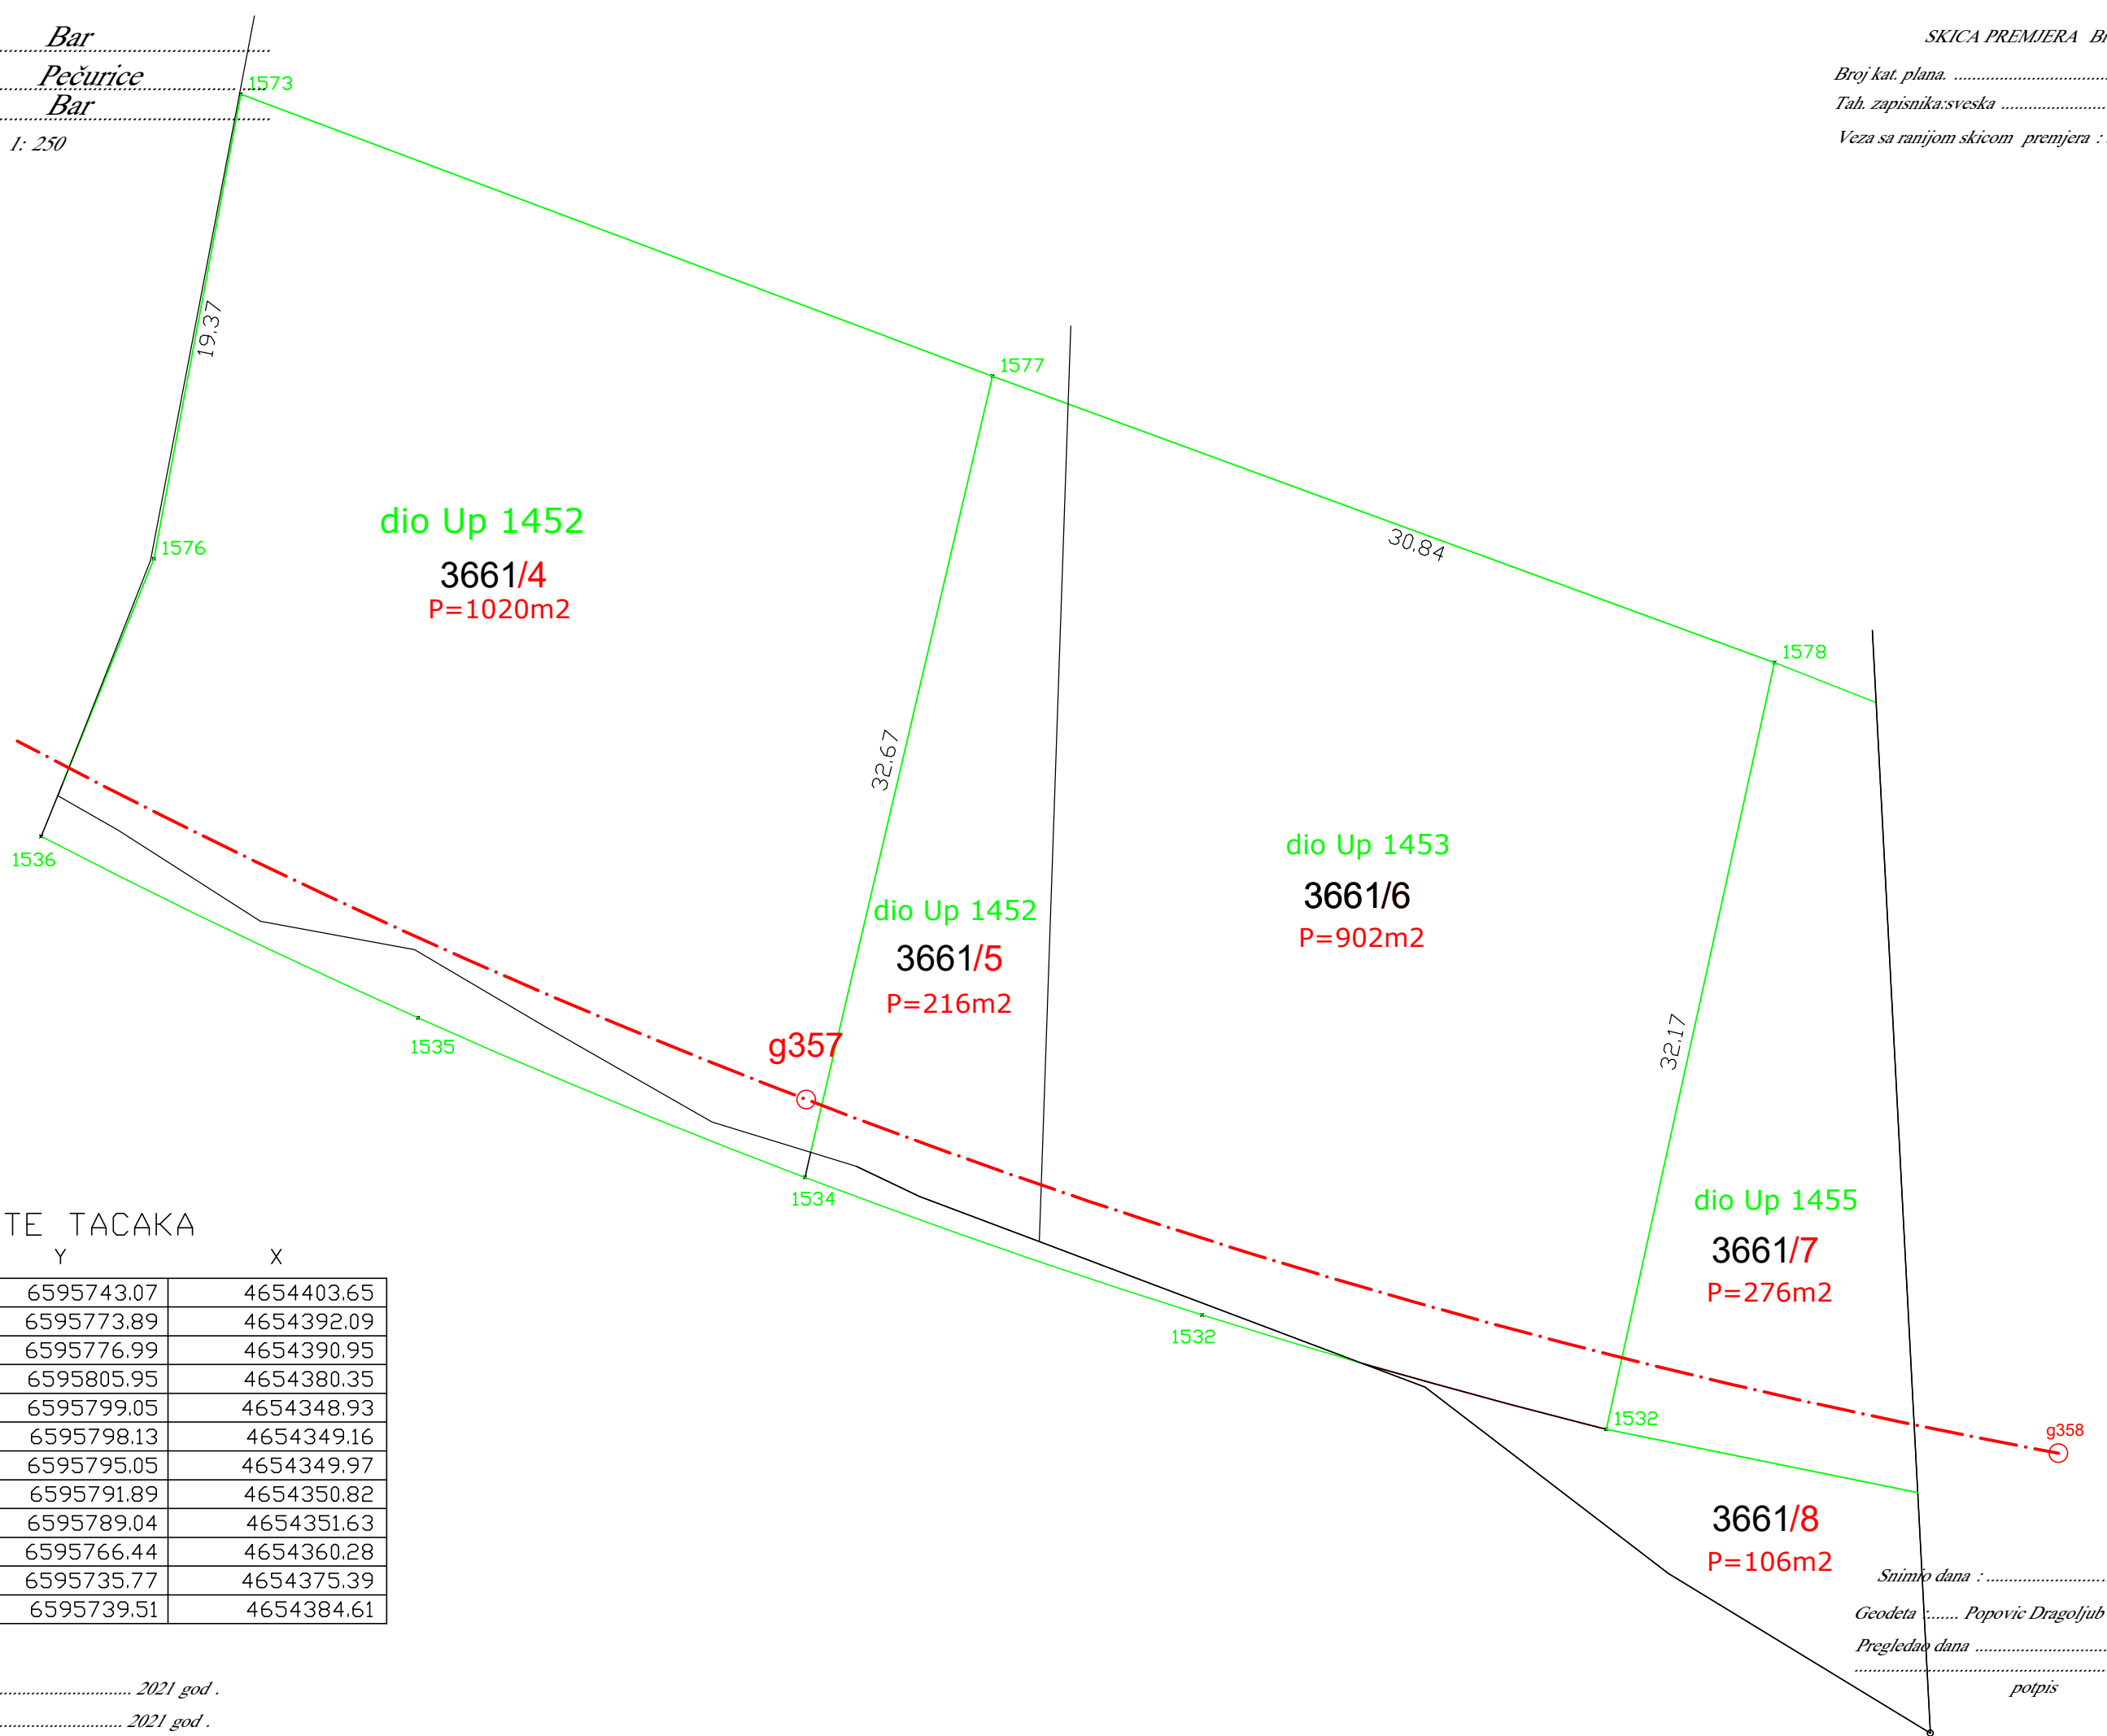 Bar
Pečurice
Bar
1: 250
SKICA PREMJERA
Broj kat. plana.
Tah. zapisnika:sveska
Veza sa ranijom skicom premjera :
1573
19.37
1577
dio Up 1452
1576
3661/4
P=1020m2
30.84
1578
32.67
1536
dio Up 1453
3661/6
P=902m2
dio Up 1452
3661/5
P=216m2
1535
g357
32.17
1534
dio Up 1455
3661/7
P=276m2
1532
1532
g358
3661/8
P=106m2
TE TACAKA
Y X
6595743.07 4654403.65
6595773.89 4654392.09
6595776.99 4654390.95
6595805.95 4654380.35
6595799.05 4654348.93
6595798.13 4654349.16
6595795.05 4654349.97
6595791.89 4654350.82
6595789.04 4654351.63
6595766.44 4654360.28
6595735.77 4654375.39
6595739.51 4654384.61
Snimio dana :
Geodeta :....... Popovic Dragoljub
Pregledao dana
potpis
2021 god .
2021 god .